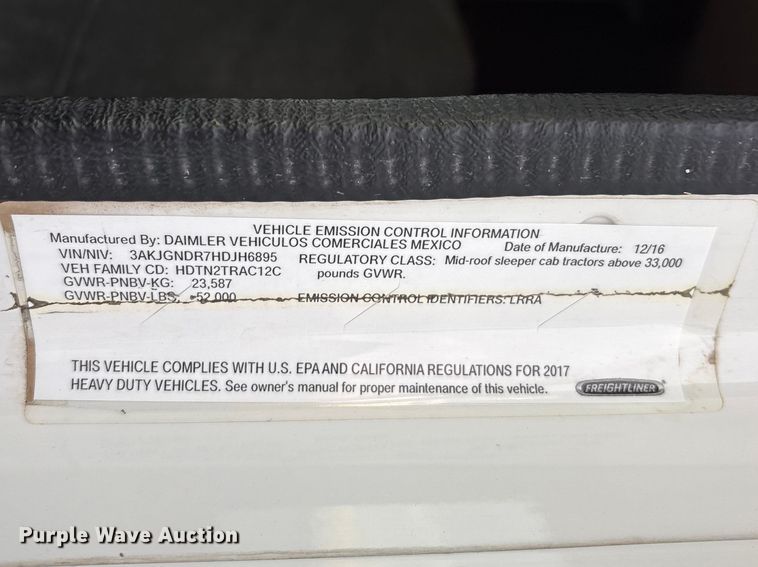 VEHICLE EMISSION CONTROL INFORMATION
Manufactured By: DAIMLER VEHICULOS COMERCIALES MEXICO Date of Manufacture: 12/16
VIN/NIV: 3AKJGNDR7HDJH6895 REGULATORY CLASS: Mid-roof sleeper cab tractors above 33,000
VEH FAMILY CD: HDTN2TRAC12C pounds GVWR.
GVWR-PNBV-KG: 23,587
GVWR-PNBV-LBS: 52,000 EMISSION CONTROL IDENTIFIERS: LRRA
THIS VEHICLE COMPLIES WITH U.S. EPA AND CALIFORNIA REGULATIONS FOR 2017
HEAVY DUTY VEHICLES. See owner's manual for proper maintenance of this vehicle.
FREIGHTLINER
Purple Wave Auction